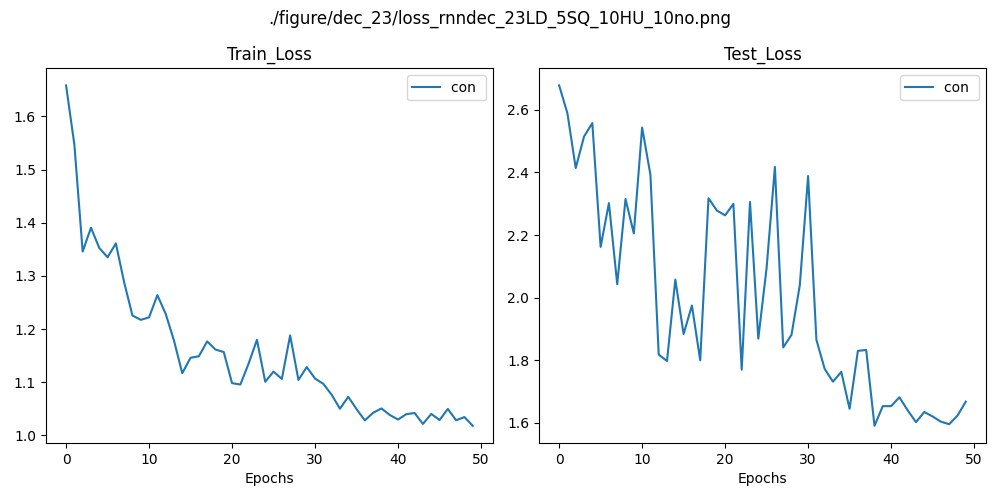 ./figure/dec_23/loss_rnndec_23LD_5SQ_10HU_10no.png
Train_Loss
con
1.6
1.5
1.4
1.3
1.2
1.1
1.0
0 10 20 30 40 50
Epochs
Test_Loss
con
2.6
2.4
2.2
2.0
1.8
1.6
0 10 20 30 40 50
Epochs